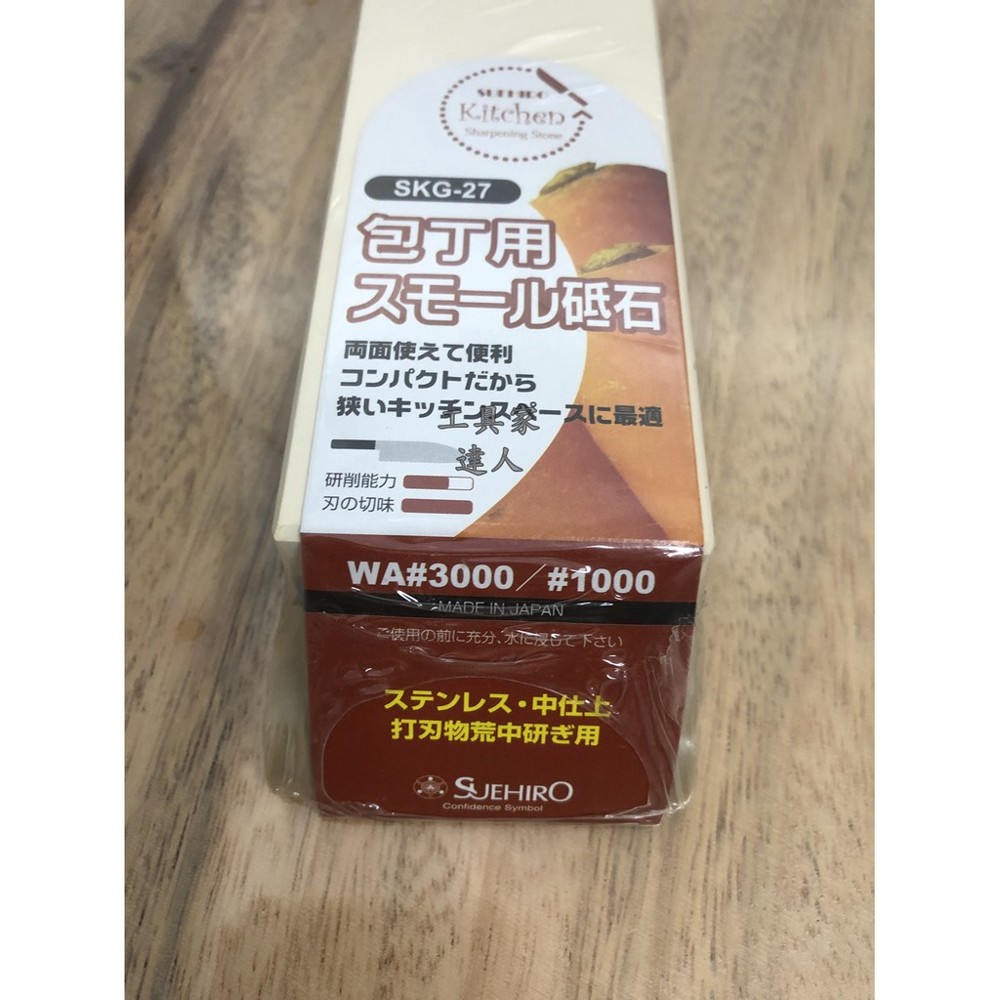 SUEHIRO
Kitchen
Sharpening Stone
SKG-27
包丁用
スモール砥石
両面使えて便利
コンパクトだから
狭いキッチンスペースに最適
工具家
達人
研削能力
刃の切味
WA#3000/#1000
MADE IN JAPAN
ご使用の前に充分、水に浸して下さい
ステンレス・中仕上
打刃物荒中研ぎ用
SUEHIRO
Confidence Symbol